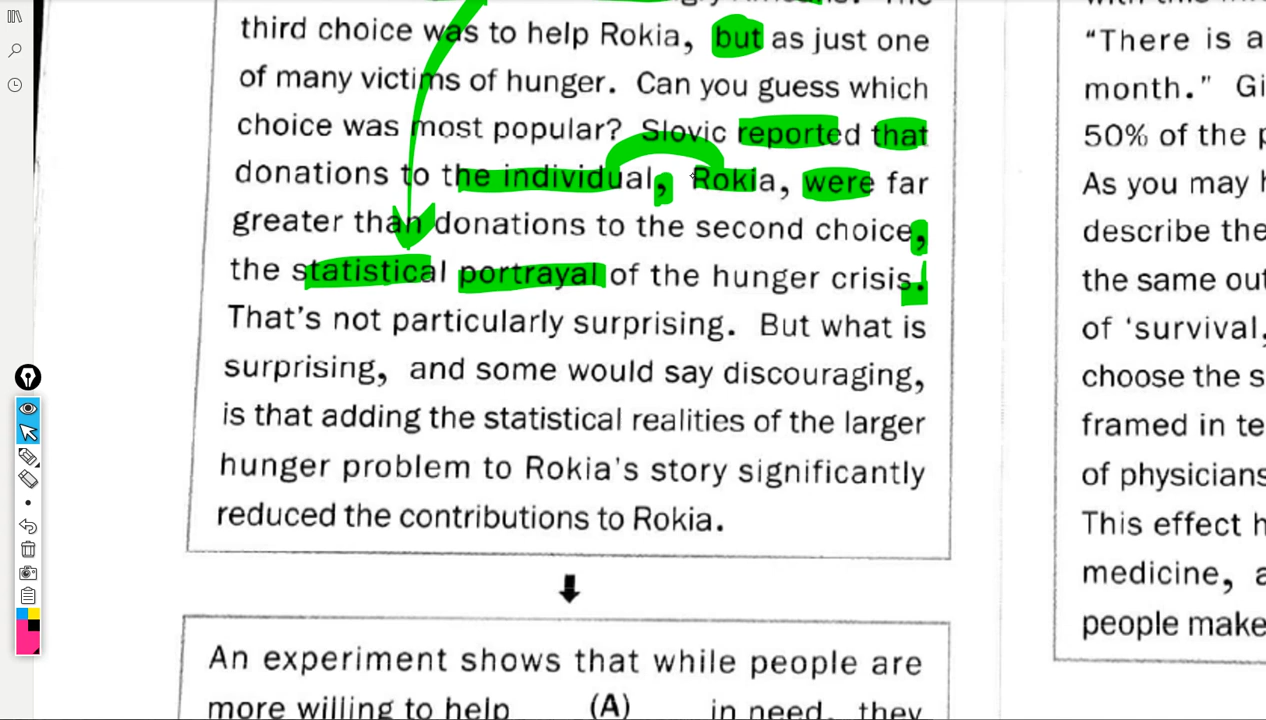 third choice was to help Rokia, but as just one
of many victims of hunger. Can you guess which
choice was most popular? Slovic reported that
donations to the individual, Rokia, were far
greater than donations to the second choice,
the statistical portrayal of the hunger crisis.
That's not particularly surprising. But what is
surprising, and some would say discouraging,
is that adding the statistical realities of the larger
hunger problem to Rokia's story significantly
reduced the contributions to Rokia.
An experiment shows that while people are
more willing to help (A) in need, they
"There is a
month." Gi
50% of the p
As you may h
describe the
the same out
of 'survival,
choose the s
framed in te
of physicians
This effect h
medicine, a
people make